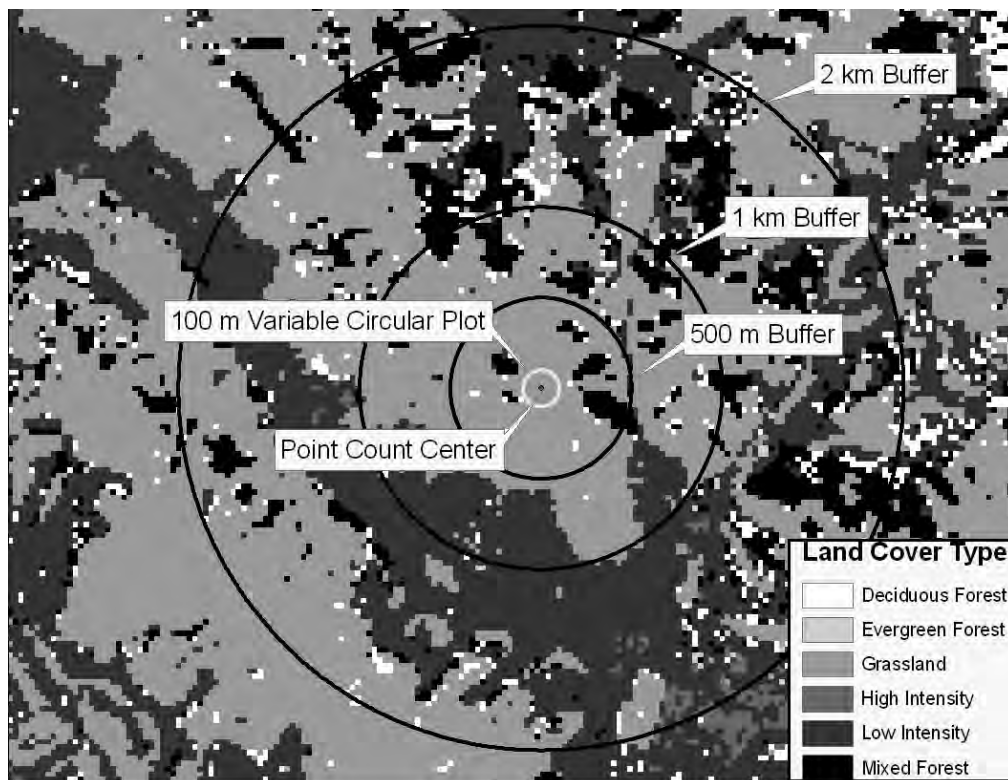 2 km Buffer
1 km Buffer
100 m Variable Circular Plot
500 m Buffer
Point Count Center
Land Cover Type
Deciduous Forest
Evergreen Forest
Grassland
High Intensity
Low Intensity
Mixed Forest